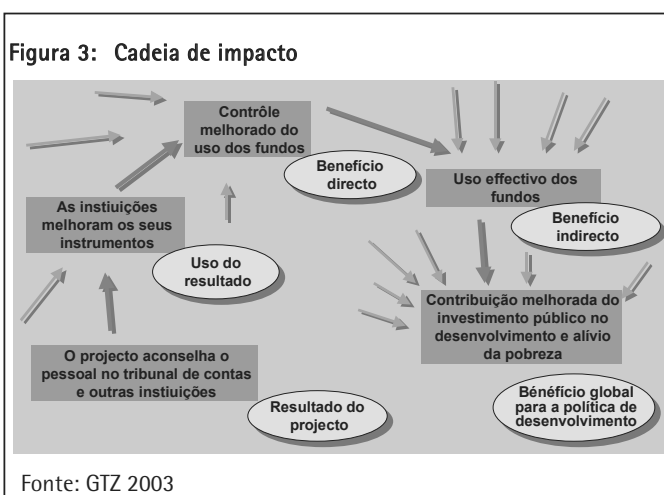 Figura 3: Cadeia de impacto
Contrôle
melhorado do
uso dos fundos
Benefício
directo
Uso effectivo dos
fundos
Benefício
indirecto
As instiuições
melhoram os seus
instrumentos
Uso do
resultado
Contribuição melhorada do
investimento público no
desenvolvimento e alívio
da pobreza
O projecto aconselha o
pessoal no tribunal de contas
e outras instiuições
Resultado do
projecto
Bénéfício global
para a política de
desenvolvimento
Fonte: GTZ 2003